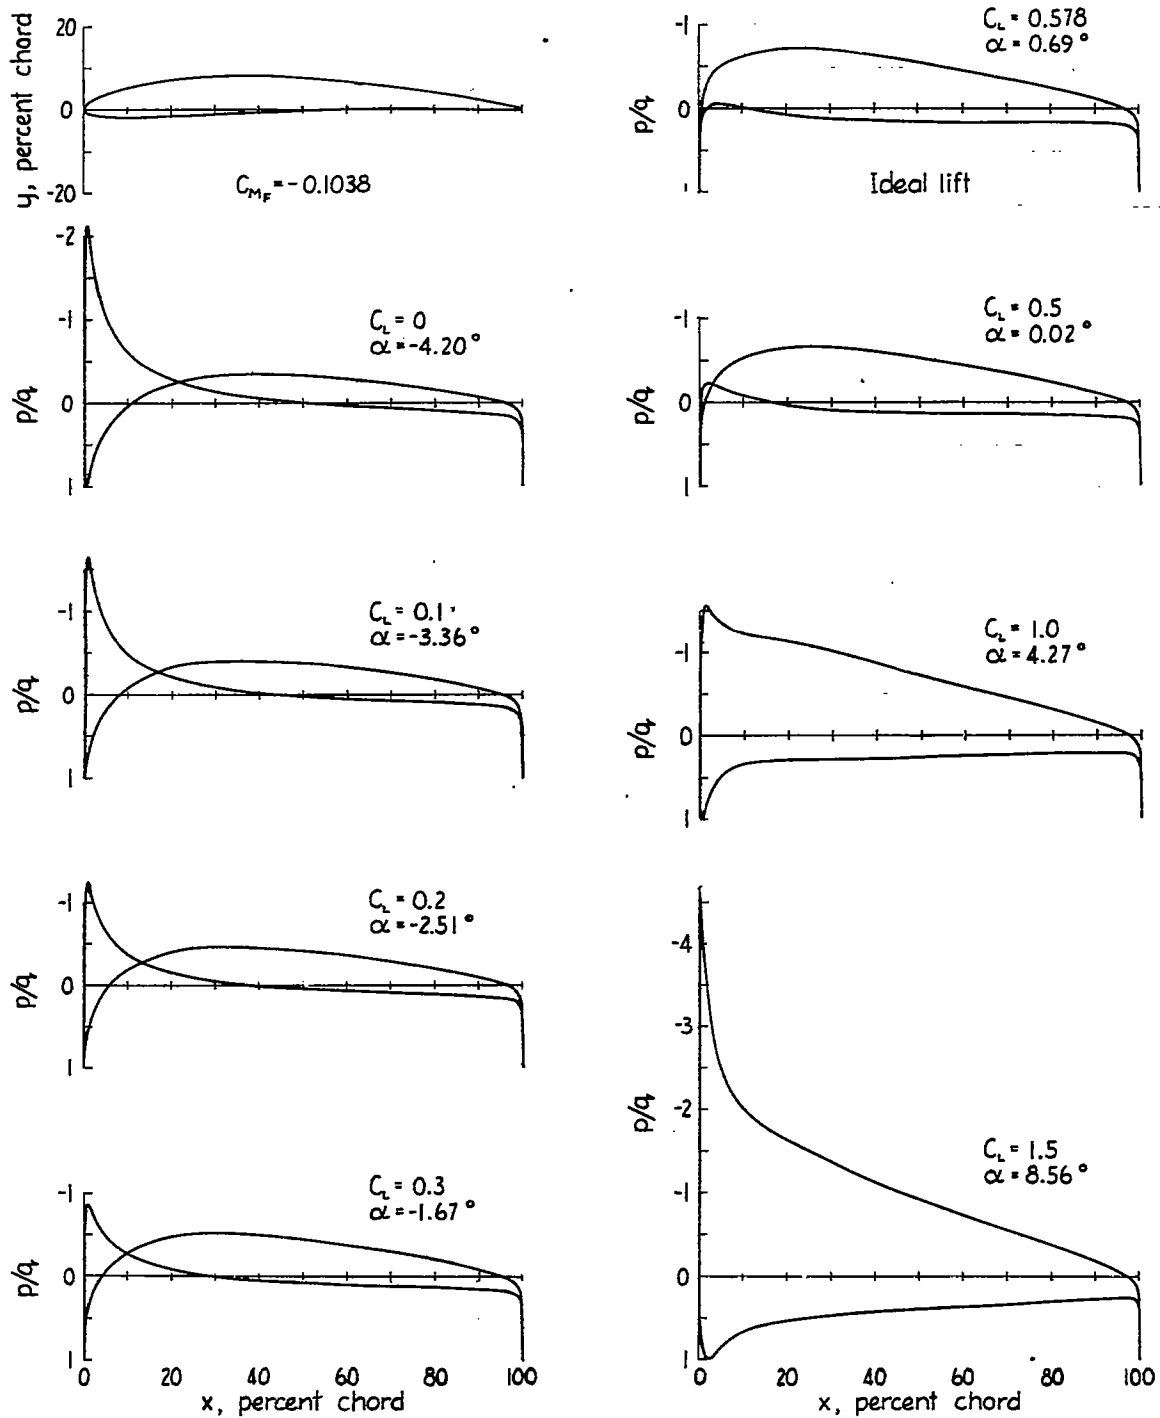 y, percent chord
20
10
0
-10
-20
C_MF = -0.1038
p/q
-2
-1
0
1
C_L = 0
α = -4.20°
p/q
-1
0
1
C_L = 0.1
α = -3.36°
p/q
-1
0
1
C_L = 0.2
α = -2.51°
p/q
-1
0
1
C_L = 0.3
α = -1.67°
0 20 40 60 80 100
x, percent chord
p/q
-1
0
1
C_L = 0.578
α = 0.69°
Ideal lift
p/q
-1
0
1
C_L = 0.5
α = 0.02°
p/q
-1
0
1
C_L = 1.0
α = 4.27°
p/q
-4
-3
-2
-1
0
1
C_L = 1.5
α = 8.56°
0 20 40 60 80 100
x, percent chord